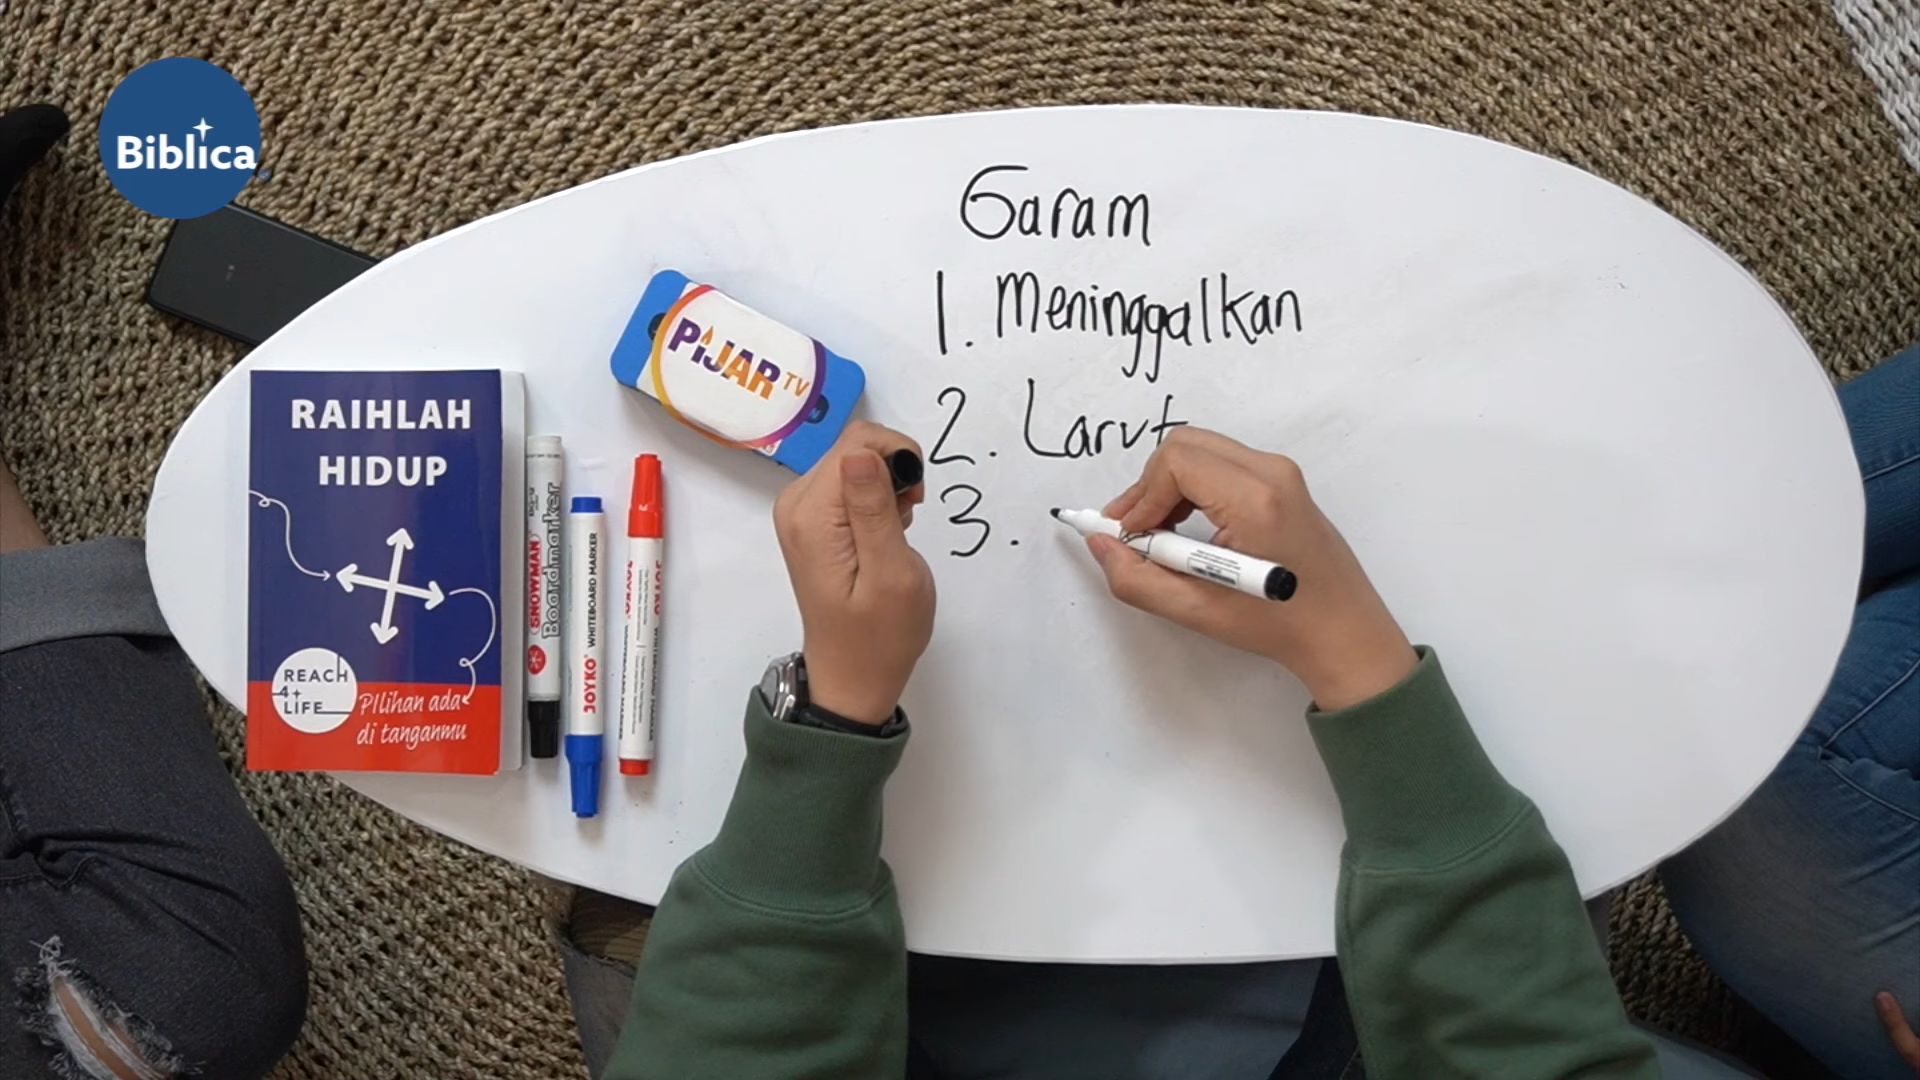 Biblica
Garam
1. Meninggalkan
2. Larut
3.
PIJAR TV
RAIHLAH
HIDUP
REACH
4+
LIFE
PIlihan ada
di tanganmu
SNOWMAN
Boardmarker
JOYKO WHITEBOARD MARKER
JOYKO